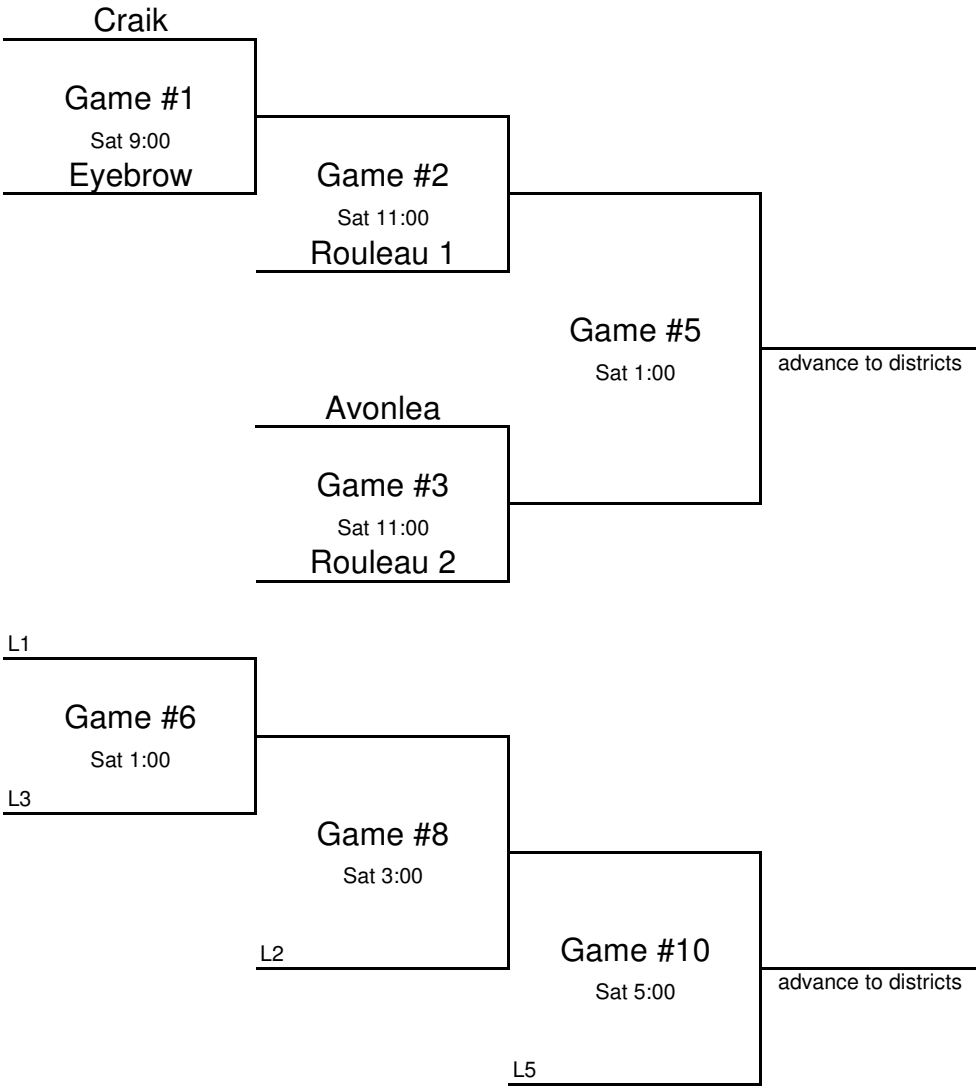 Craik
Game #1
Sat 9:00
Eyebrow
Game #2
Sat 11:00
Rouleau 1
Game #5
Sat 1:00
advance to districts
Avonlea
Game #3
Sat 11:00
Rouleau 2
L1
Game #6
Sat 1:00
L3
Game #8
Sat 3:00
L2
Game #10
Sat 5:00
advance to districts
L5